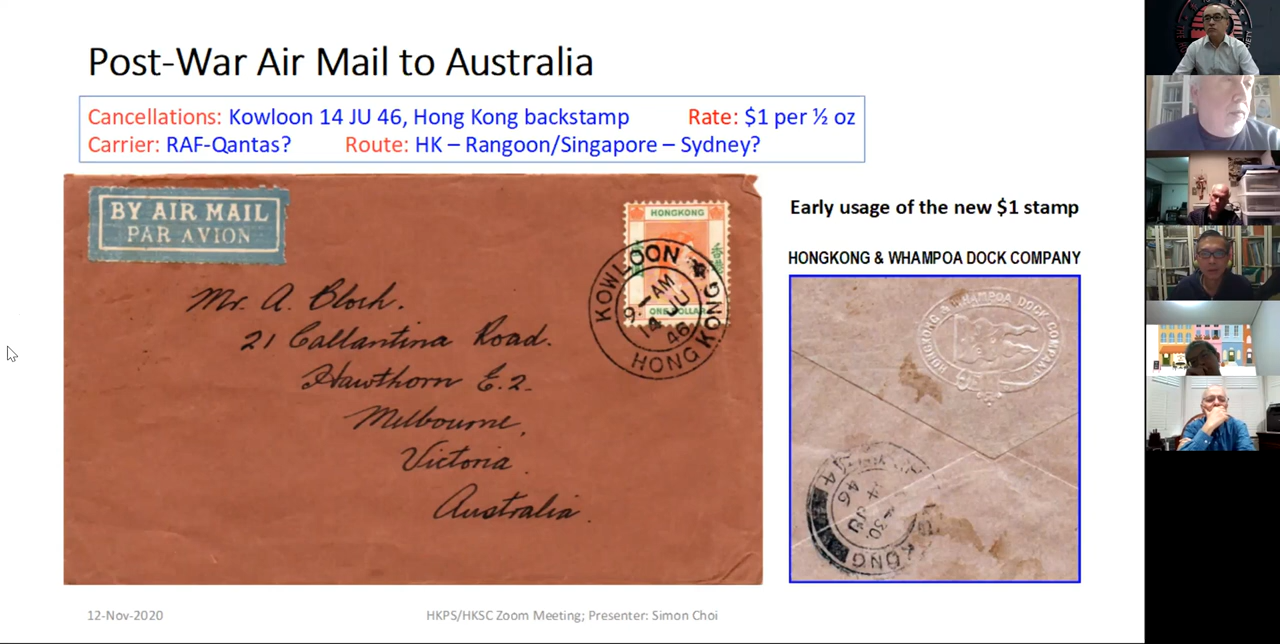 Post-War Air Mail to Australia
Cancellations: Kowloon 14 JU 46, Hong Kong backstamp Rate: $1 per ½ oz
Carrier: RAF-Qantas? Route: HK – Rangoon/Singapore – Sydney?
BY AIR MAIL
PAR AVION
HONGKONG
ONE DOLLAR
KOWLOON
9 - AM
14 JU
46
HONG KONG
Mr. A. Bloch.
21 Callantina Road.
Hawthorn E.2.
Melbourne,
Victoria
Australia.
Early usage of the new $1 stamp
HONGKONG & WHAMPOA DOCK COMPANY
HONGKONG & WHAMPOA DOCK COMPANY
JU
46
KONG
12-Nov-2020
HKPS/HKSC Zoom Meeting; Presenter: Simon Choi